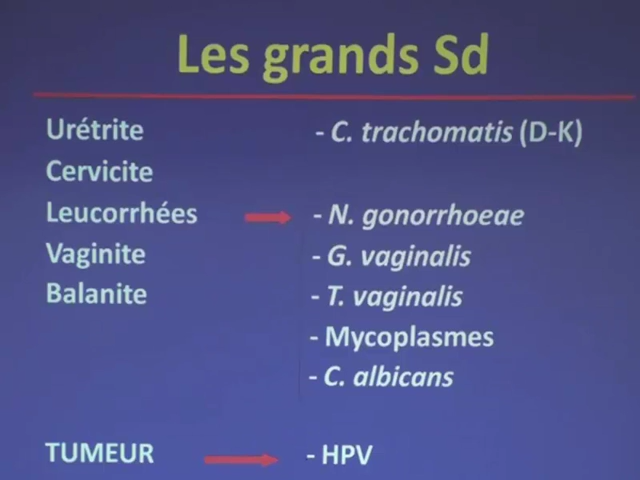 Les grands Sd
Urétrite - C. trachomatis (D-K)
Cervicite
Leucorrhées - N. gonorrhoeae
Vaginite - G. vaginalis
Balanite - T. vaginalis
- Mycoplasmes
- C. albicans
TUMEUR - HPV